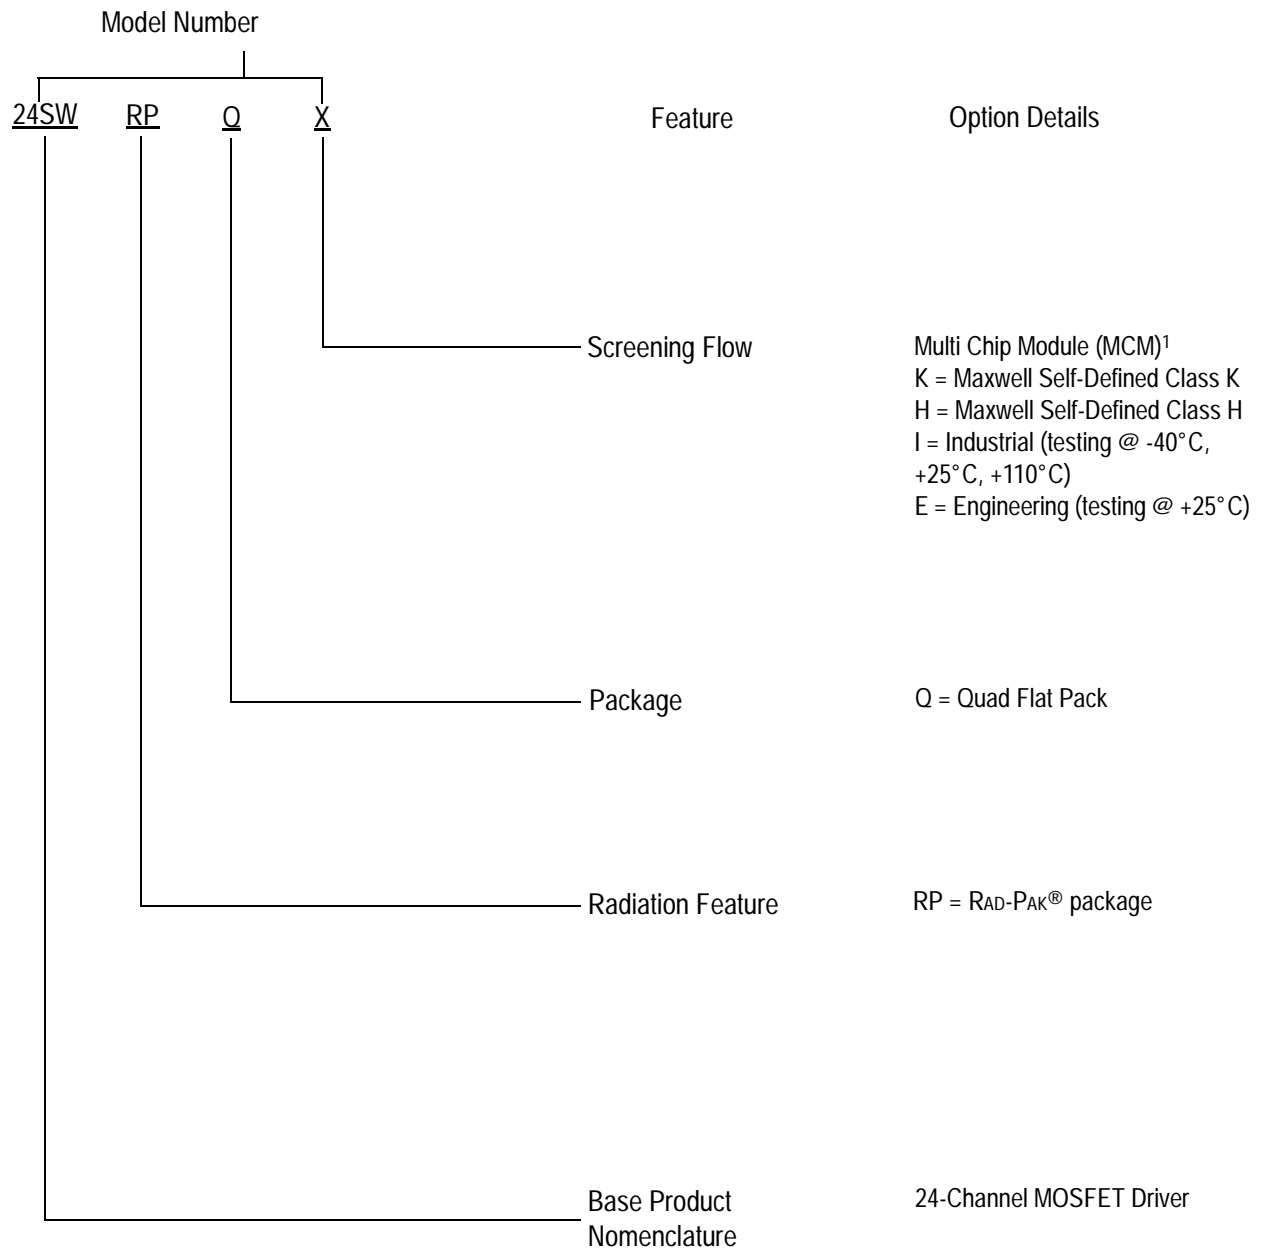 Model Number
24SW RP Q X Feature Option Details
Screening Flow Multi Chip Module (MCM)¹
K = Maxwell Self-Defined Class K
H = Maxwell Self-Defined Class H
I = Industrial (testing @ -40°C,
+25°C, +110°C)
E = Engineering (testing @ +25°C)
Package Q = Quad Flat Pack
Radiation Feature RP = RAD-PAK® package
Base Product 24-Channel MOSFET Driver
Nomenclature